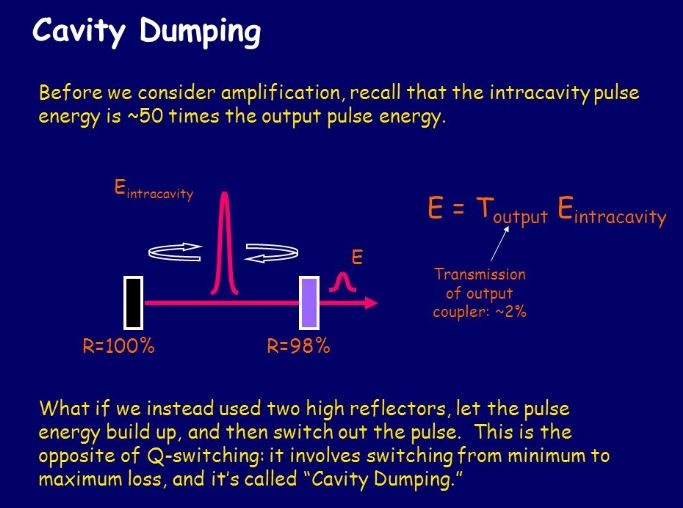 Cavity Dumping
Before we consider amplification, recall that the intracavity pulse
energy is ~50 times the output pulse energy.
E intracavity
E = T output E intracavity
E
Transmission
of output
coupler: ~2%
R=100%
R=98%
What if we instead used two high reflectors, let the pulse
energy build up, and then switch out the pulse. This is the
opposite of Q-switching: it involves switching from minimum to
maximum loss, and it's called “Cavity Dumping.”